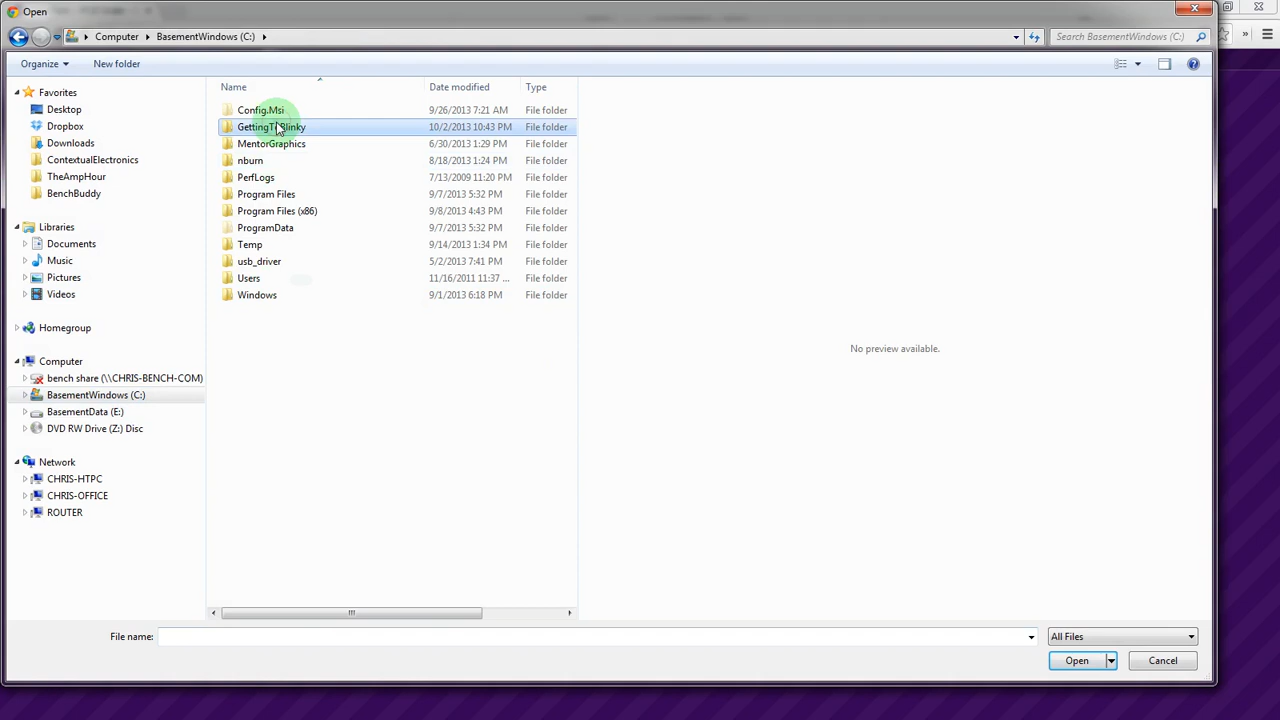 Open
Computer
BasementWindows (C:)
Search BasementWindows (C:)
Organize
New folder
Favorites
Desktop
Dropbox
Downloads
ContextualElectronics
TheAmpHour
BenchBuddy
Libraries
Documents
Music
Pictures
Videos
Homegroup
Computer
bench share (\\CHRIS-BENCH-COM)
BasementWindows (C:)
BasementData (E:)
DVD RW Drive (Z:) Disc
Network
CHRIS-HTPC
CHRIS-OFFICE
ROUTER
Name Date modified Type
Config.Msi 9/26/2013 7:21 AM File folder
GettingToBlinky 10/2/2013 10:43 PM File folder
MentorGraphics 6/30/2013 1:29 PM File folder
nburn 8/18/2013 1:24 PM File folder
PerfLogs 7/13/2009 11:20 PM File folder
Program Files 9/7/2013 5:32 PM File folder
Program Files (x86) 9/8/2013 4:43 PM File folder
ProgramData 9/7/2013 5:32 PM File folder
Temp 9/14/2013 1:34 PM File folder
usb_driver 5/2/2013 7:41 PM File folder
Users 11/16/2011 11:37 ... File folder
Windows 9/1/2013 6:18 PM File folder
No preview available.
File name:
All Files
Open
Cancel